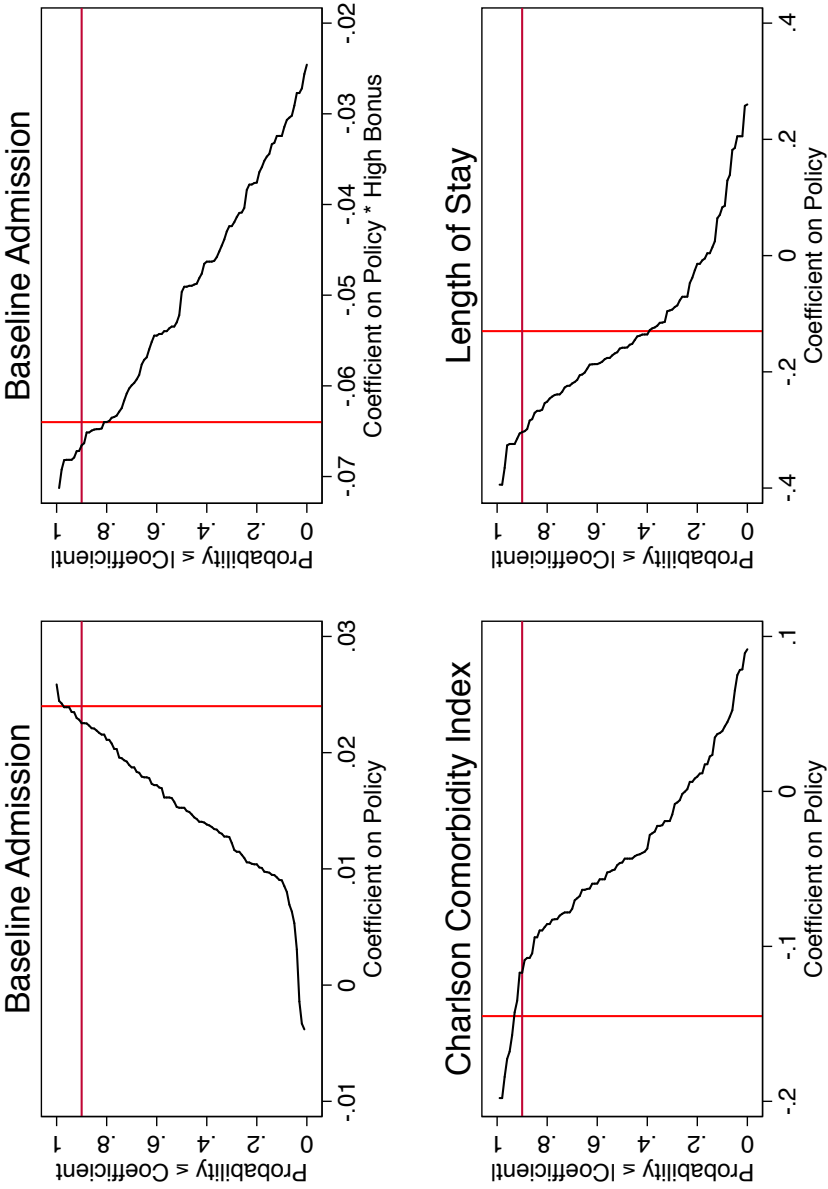 Baseline Admission
Probability ≤ Coefficient
1
.8
.6
.4
.2
0
-.01 0 .01 .02 .03
Coefficient on Policy
Baseline Admission
Probability ≤ |Coefficient|
1
.8
.6
.4
.2
0
-.07 -.06 -.05 -.04 -.03 -.02
Coefficient on Policy * High Bonus
Charlson Comorbidity Index
Probability ≤ |Coefficient|
1
.8
.6
.4
.2
0
-.2 -.1 0 .1
Coefficient on Policy
Length of Stay
Probability ≤ |Coefficient|
1
.8
.6
.4
.2
0
-.4 -.2 0 .2 .4
Coefficient on Policy